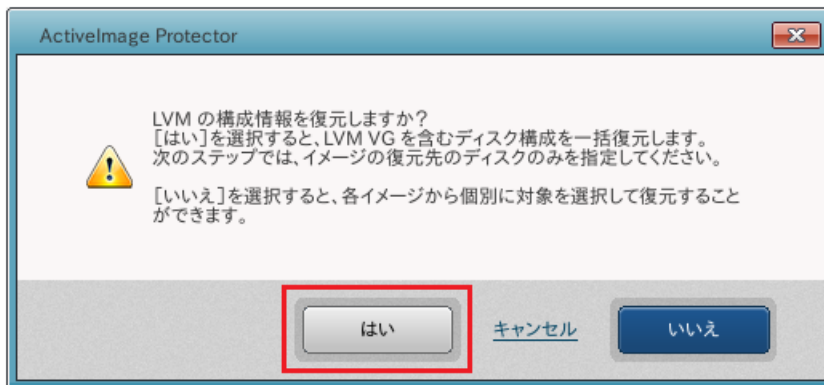 ActiveImage Protector
LVM の構成情報を復元しますか？
[はい]を選択すると、LVM VG を含むディスク構成を一括復元します。
次のステップでは、イメージの復元先のディスクのみを指定してください。
[いいえ]を選択すると、各イメージから個別に対象を選択して復元すること
ができます。
はい キャンセル いいえ